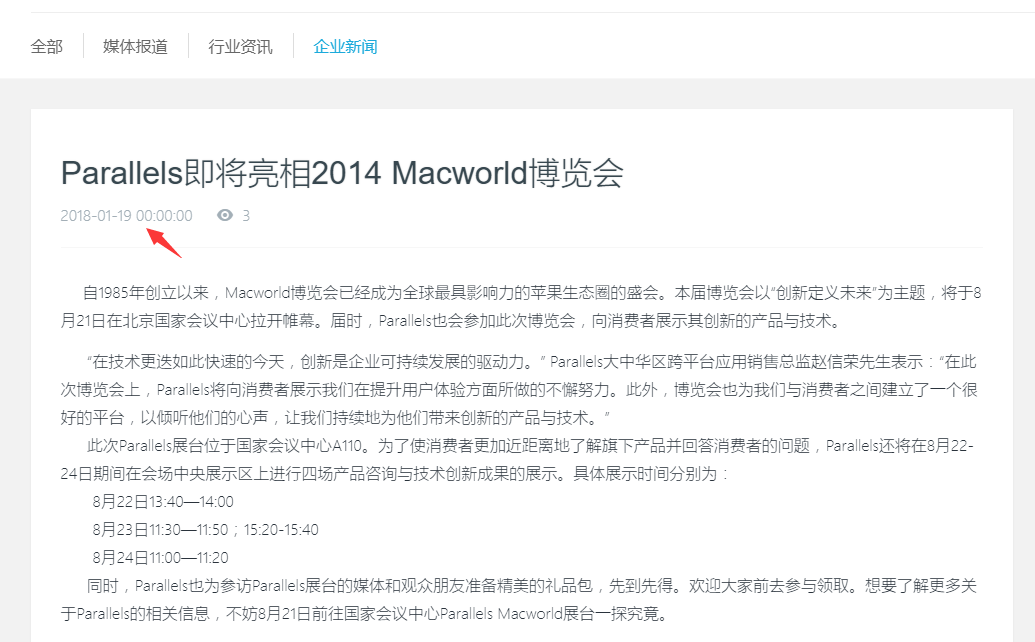 全部
媒体报道
行业资讯
企业新闻
Parallels即将亮相2014 Macworld博览会
2018-01-19 00:00:00
3
自1985年创立以来，Macworld博览会已经成为全球最具影响力的苹果生态圈的盛会。本届博览会以“创新定义未来”为主题，将于8
月21日在北京国家会议中心拉开帷幕。届时，Parallels也会参加此次博览会，向消费者展示其创新的产品与技术。
“在技术更迭如此快速的今天，创新是企业可持续发展的驱动力。” Parallels大中华区跨平台应用销售总监赵信荣先生表示：“在此
次博览会上，Parallels将向消费者展示我们在提升用户体验方面所做的不懈努力。此外，博览会也为我们与消费者之间建立了一个很
好的平台，以倾听他们的心声，让我们持续地为他们带来创新的产品与技术。”
此次Parallels展台位于国家会议中心A110。为了使消费者更加近距离地了解旗下产品并回答消费者的问题，Parallels还将在8月22-
24日期间在会场中央展示区上进行四场产品咨询与技术创新成果的展示。具体展示时间分别为：
8月22日13:40—14:00
8月23日11:30—11:50；15:20-15:40
8月24日11:00—11:20
同时，Parallels也为参访Parallels展台的媒体和观众朋友准备精美的礼品包，先到先得。欢迎大家前去参与领取。想要了解更多关
于Parallels的相关信息，不妨8月21日前往国家会议中心Parallels Macworld展台一探究竟。